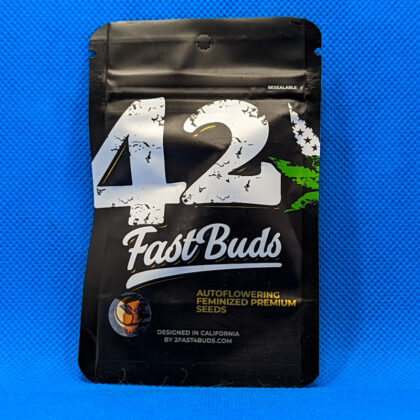 RESEALABLE
42
FastBuds
AUTOFLOWERING
FEMINIZED PREMIUM
SEEDS
DESIGNED IN CALIFORNIA
BY 2FAST4BUDS.COM